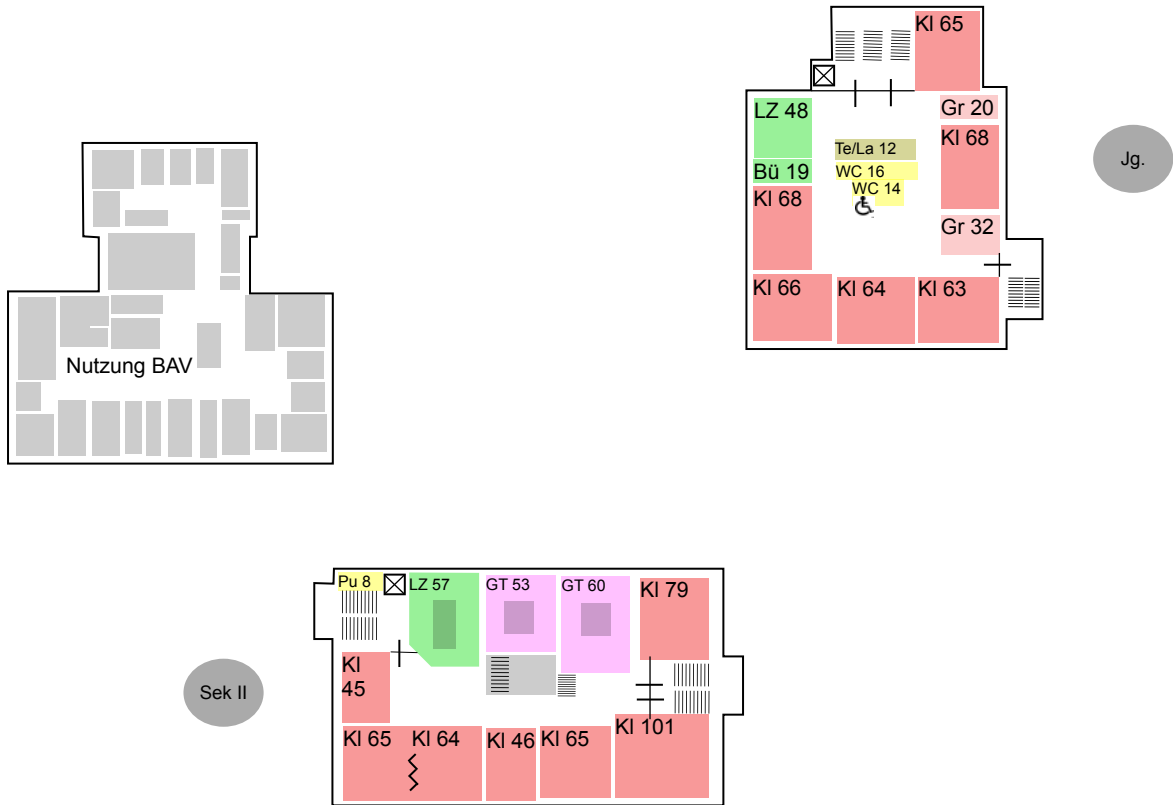 Kl 65
LZ 48
Gr 20
Te/La 12
Kl 68
Jg.
Bü 19
WC 16
WC 14
Kl 68
Gr 32
Kl 66
Kl 64
Kl 63
Nutzung BAV
Pu 8
LZ 57
GT 53
GT 60
Kl 79
Kl
45
Sek II
Kl 65
Kl 64
Kl 46
Kl 65
Kl 101